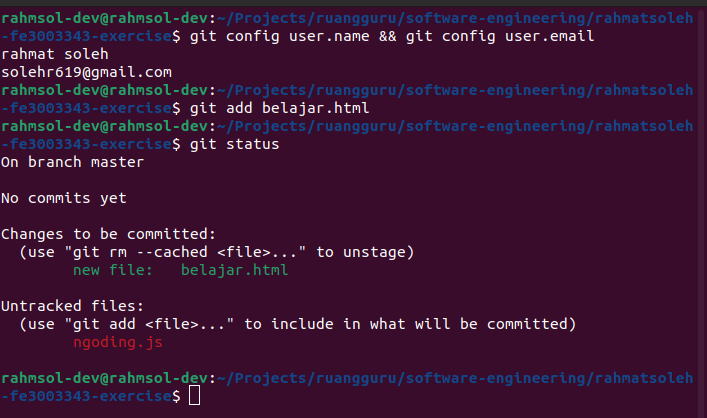 rahmsol-dev@rahmsol-dev:~/Projects/ruangguru/software-engineering/rahmatsoleh
-fe3003343-exercise$ git config user.name && git config user.email
rahmat soleh
solehr619@gmail.com
rahmsol-dev@rahmsol-dev:~/Projects/ruangguru/software-engineering/rahmatsoleh
-fe3003343-exercise$ git add belajar.html
rahmsol-dev@rahmsol-dev:~/Projects/ruangguru/software-engineering/rahmatsoleh
-fe3003343-exercise$ git status
On branch master

No commits yet

Changes to be committed:
  (use "git rm --cached <file>..." to unstage)
        new file:   belajar.html

Untracked files:
  (use "git add <file>..." to include in what will be committed)
        ngoding.js

rahmsol-dev@rahmsol-dev:~/Projects/ruangguru/software-engineering/rahmatsoleh
-fe3003343-exercise$